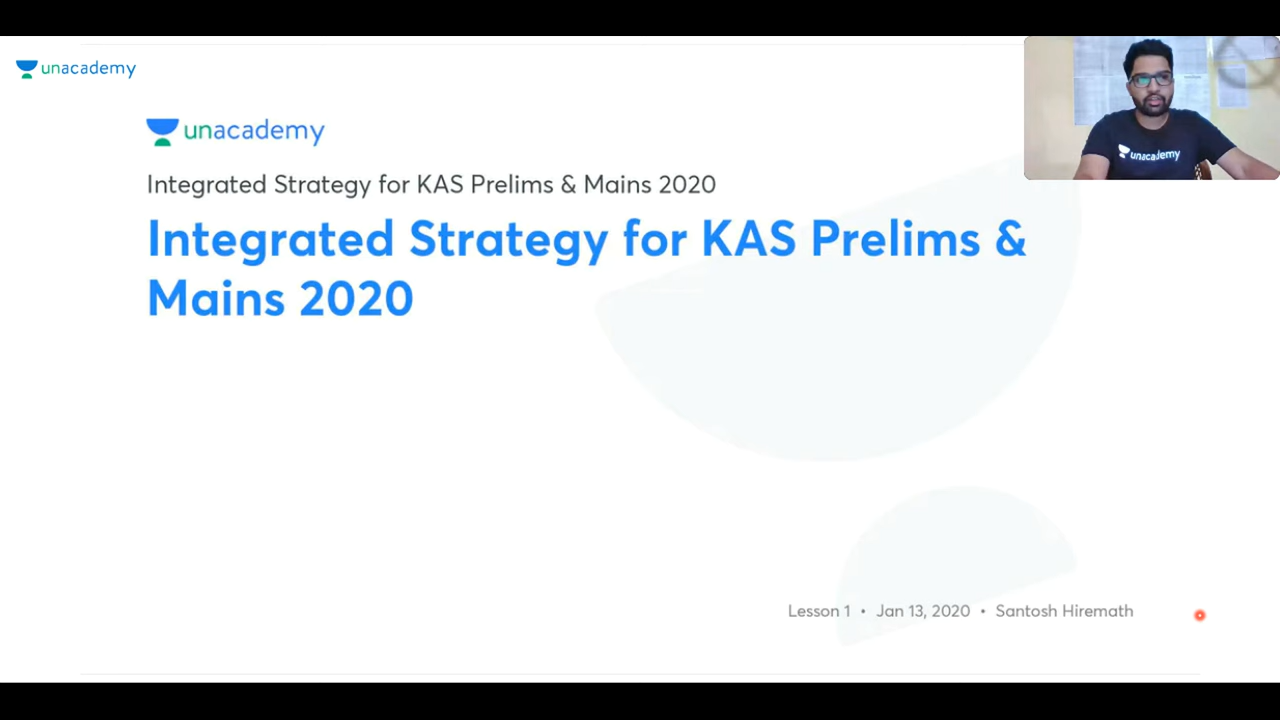 unacademy
unacademy
Integrated Strategy for KAS Prelims & Mains 2020
Integrated Strategy for KAS Prelims &
Mains 2020
Lesson 1 • Jan 13, 2020 • Santosh Hiremath
unacademy